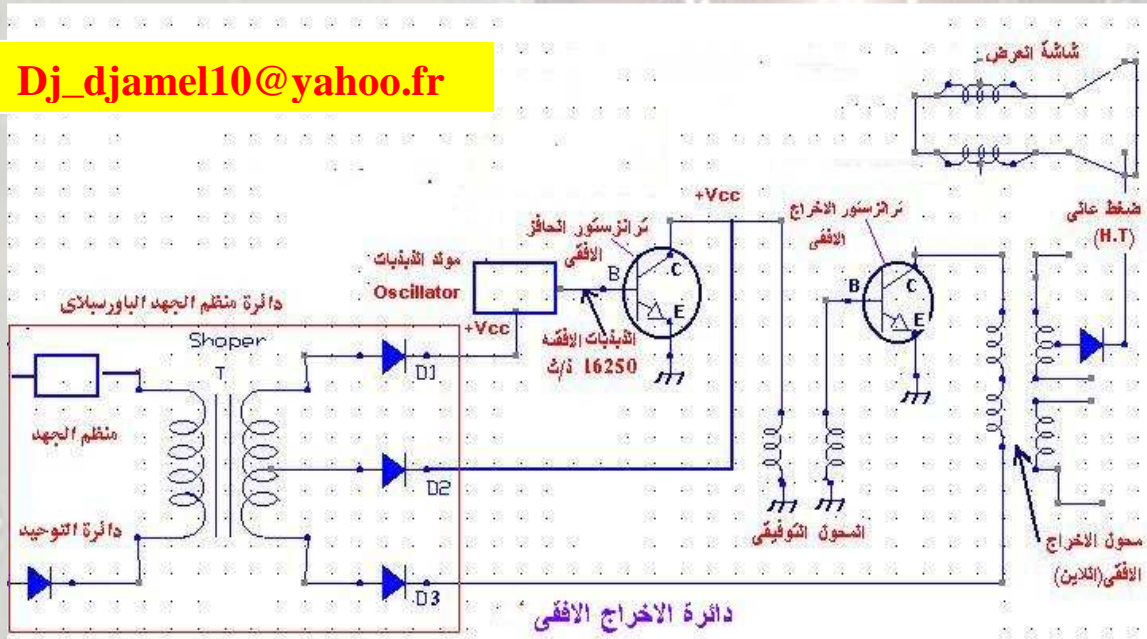 Dj_djamel10@yahoo.fr
شاشة العرض
ضغط عالى
(H.T)
+Vcc
ترانزستور الاخراج
الافقى
ترانزستور الحافز
الافقى
B
C
E
B
C
E
مولد الذبذبات
Oscillator
+Vcc
الذبذبات الافقيه
16250 ذ/ث
دائرة منظم الجهد الباورسبلاى
Shoper
T
D1
منظم الجهد
D2
دائرة التوحيد
D3
المحول التوفيقى
محول الاخراج
الافقى(اللاين)
دائرة الاخراج الافقى